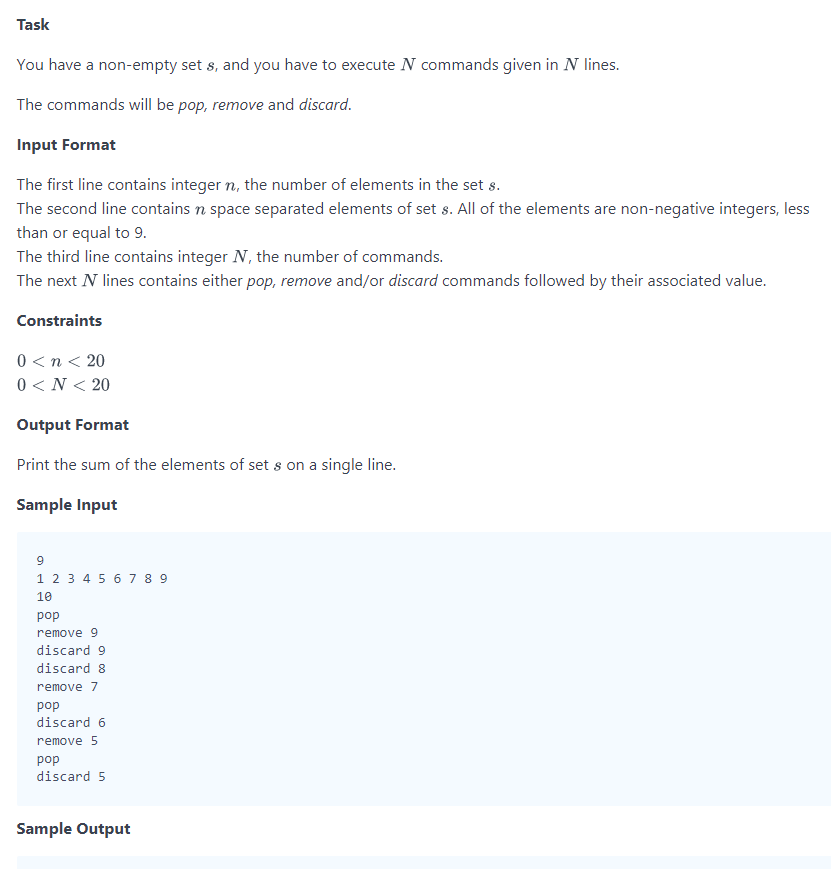 Task
You have a non-empty set s, and you have to execute N commands given in N lines.
The commands will be pop, remove and discard.
Input Format
The first line contains integer n, the number of elements in the set s.
The second line contains n space separated elements of set s. All of the elements are non-negative integers, less
than or equal to 9.
The third line contains integer N, the number of commands.
The next N lines contains either pop, remove and/or discard commands followed by their associated value.
Constraints
0 < n < 20
0 < N < 20
Output Format
Print the sum of the elements of set s on a single line.
Sample Input
9
1 2 3 4 5 6 7 8 9
10
pop
remove 9
discard 9
discard 8
remove 7
pop
discard 6
remove 5
pop
discard 5
Sample Output